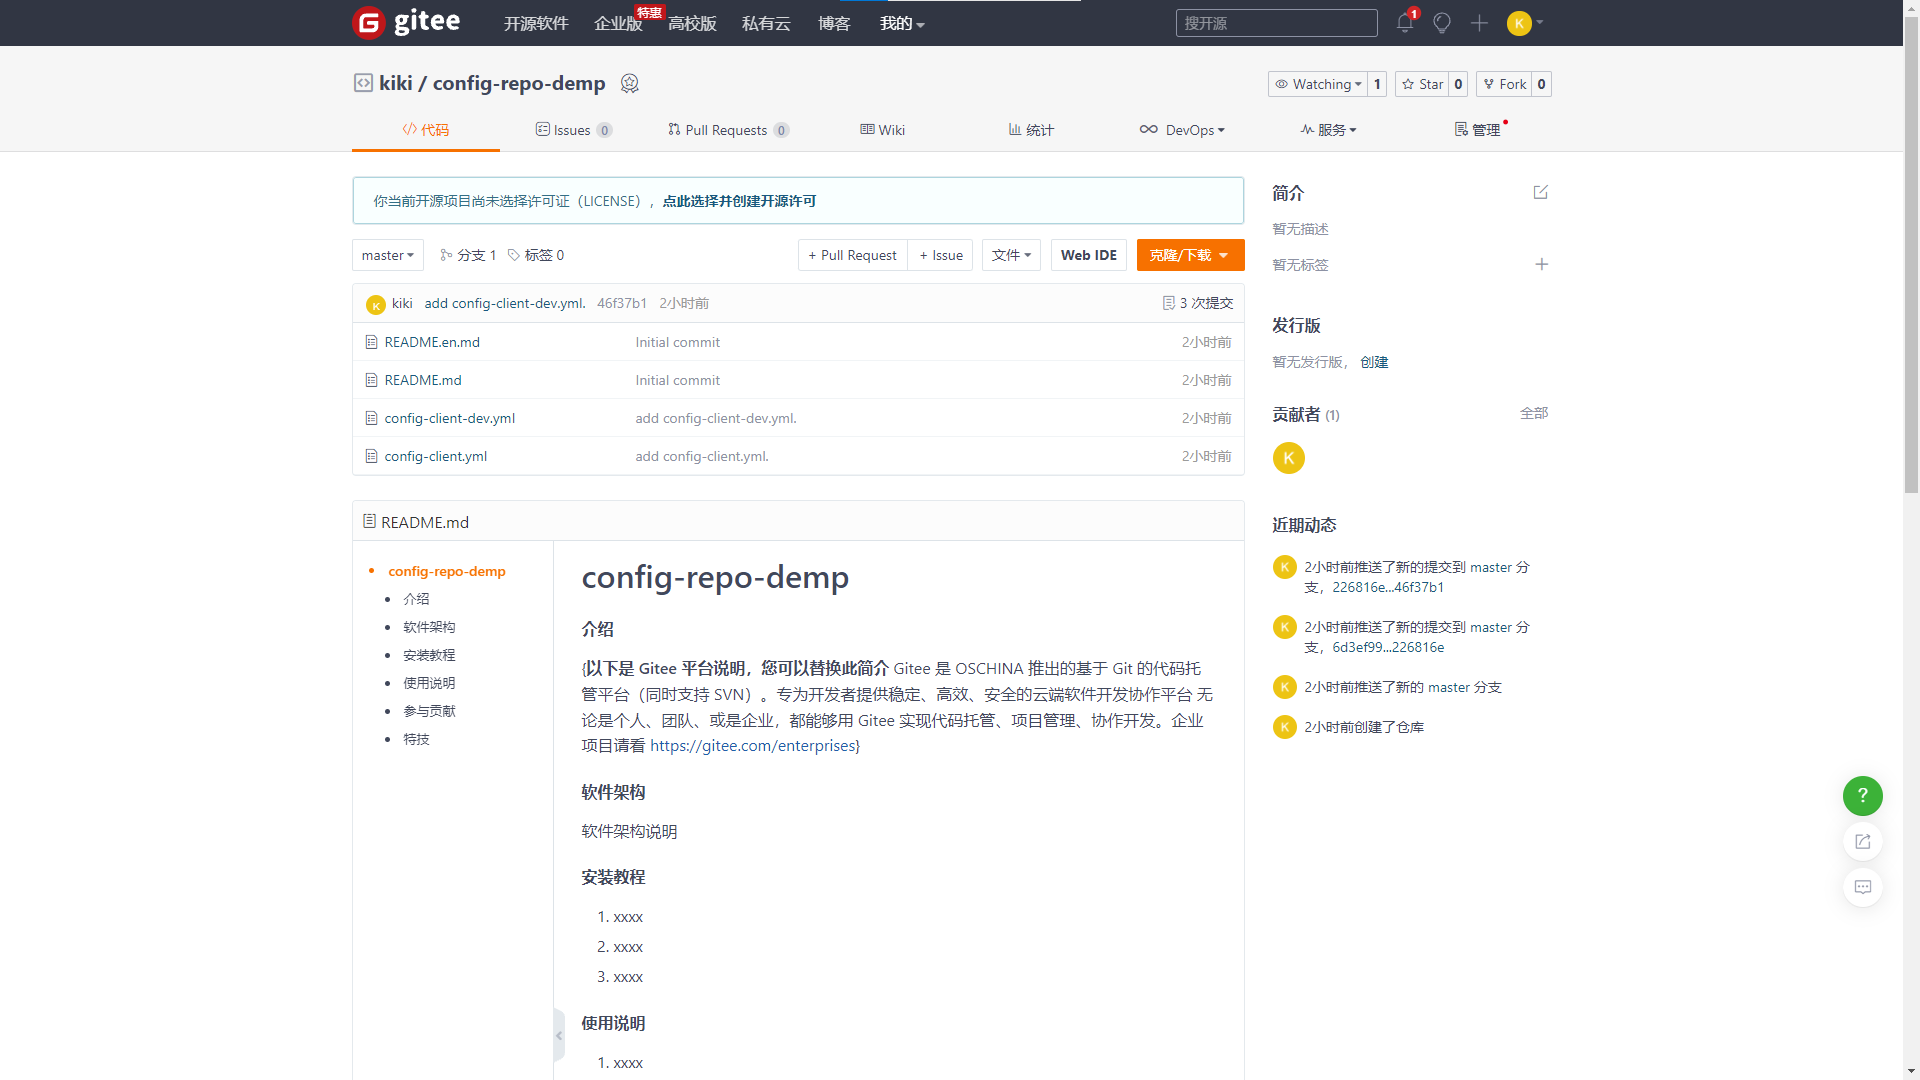 gitee
开源软件 企业版 特惠 高校版 私有云 博客 我的
搜开源
1
K
kiki / config-repo-demp
Watching 1 Star 0 Fork 0
代码 Issues 0 Pull Requests 0 Wiki 统计 DevOps 服务 管理
你当前开源项目尚未选择许可证（LICENSE），点此选择并创建开源许可
master 分支 1 标签 0
+ Pull Request + Issue 文件 Web IDE 克隆/下载
K kiki add config-client-dev.yml. 46f37b1 2小时前 3 次提交
README.en.md Initial commit 2小时前
README.md Initial commit 2小时前
config-client-dev.yml add config-client-dev.yml. 2小时前
config-client.yml add config-client.yml. 2小时前
README.md
config-repo-demp
介绍
软件架构
安装教程
使用说明
参与贡献
特技
config-repo-demp
介绍
{以下是 Gitee 平台说明，您可以替换此简介 Gitee 是 OSCHINA 推出的基于 Git 的代码托
管平台（同时支持 SVN）。专为开发者提供稳定、高效、安全的云端软件开发协作平台 无
论是个人、团队、或是企业，都能够用 Gitee 实现代码托管、项目管理、协作开发。企业
项目请看 https://gitee.com/enterprises}
软件架构
软件架构说明
安装教程
1. xxxx
2. xxxx
3. xxxx
使用说明
1. xxxx
简介
暂无描述
暂无标签
发行版
暂无发行版， 创建
贡献者 (1) 全部
K
近期动态
K 2小时前推送了新的提交到 master 分
支，226816e...46f37b1
K 2小时前推送了新的提交到 master 分
支，6d3ef99...226816e
K 2小时前推送了新的 master 分支
K 2小时前创建了仓库
?